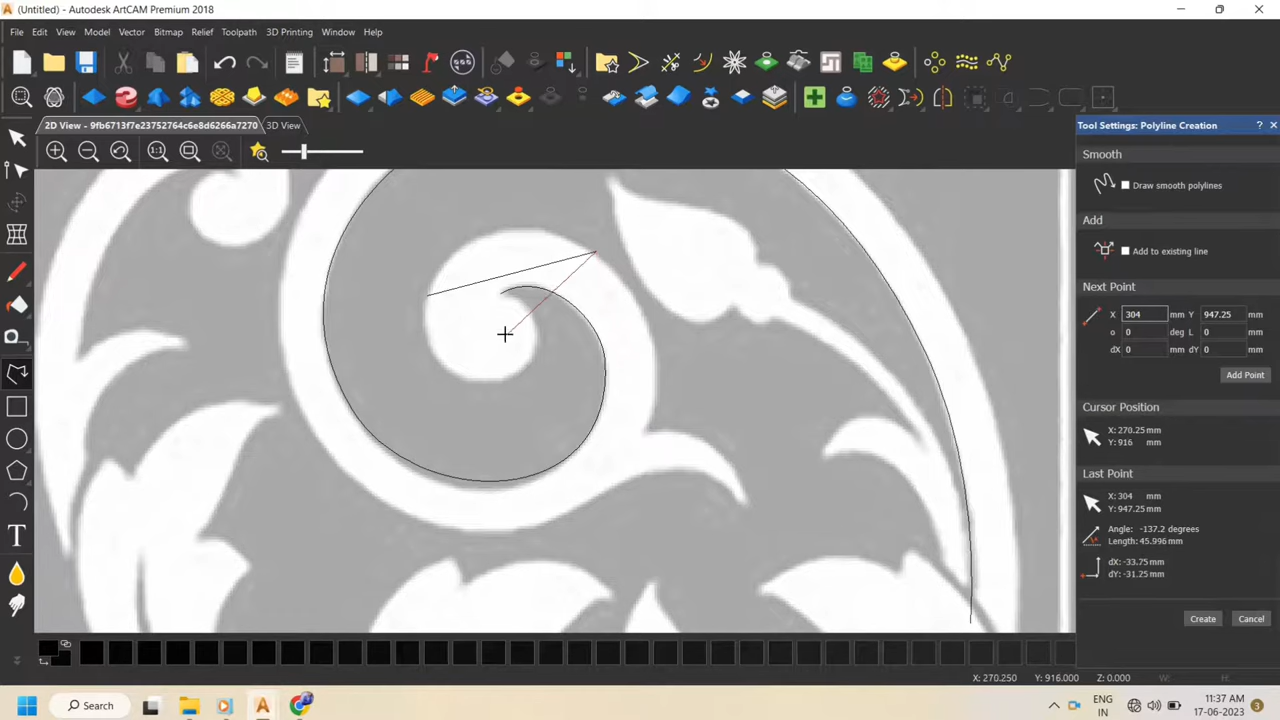 (Untitled) - Autodesk ArtCAM Premium 2018
File Edit View Model Vector Bitmap Relief Toolpath 3D Printing Window Help
2D View - 9fb6713f7e23752764c6e8d6266a7270 3D View
1:1
Tool Settings: Polyline Creation ?
Smooth
Draw smooth polylines
Add
Add to existing line
Next Point
X 304 mm Y 947.25 mm
o 0 deg L 0 mm
dX 0 mm dY 0 mm
Add Point
Cursor Position
X: 270.25 mm
Y: 916 mm
Last Point
X: 304 mm
Y: 947.25 mm
Angle: -137.2 degrees
Length: 45.996 mm
dX: -33.75 mm
dY: -31.25 mm
Create Cancel
T
X: 270.250 Y: 916.000 Z: 0.000 W: H:
Search
A
ENG
IN
11:37 AM
17-06-2023
3